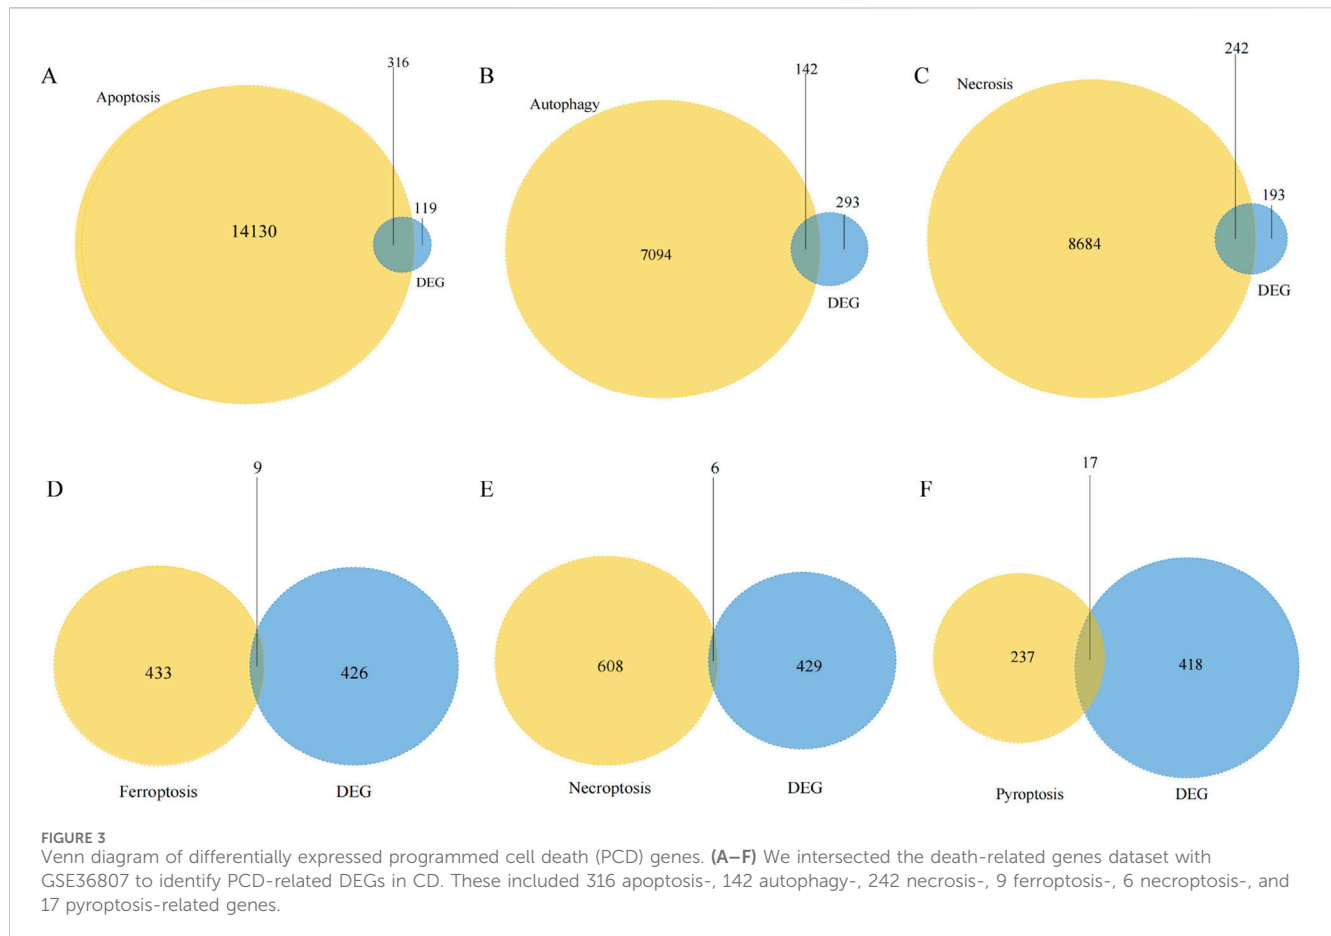 A
316
Apoptosis
14130
119
DEG
B
142
Autophagy
7094
293
DEG
C
242
Necrosis
8684
193
DEG
D
9
433
426
Ferroptosis
DEG
E
6
608
429
Necroptosis
DEG
F
17
237
418
Pyroptosis
DEG
FIGURE 3
Venn diagram of differentially expressed programmed cell death (PCD) genes. (A–F) We intersected the death-related genes dataset with
GSE36807 to identify PCD-related DEGs in CD. These included 316 apoptosis-, 142 autophagy-, 242 necrosis-, 9 ferroptosis-, 6 necroptosis-, and
17 pyroptosis-related genes.